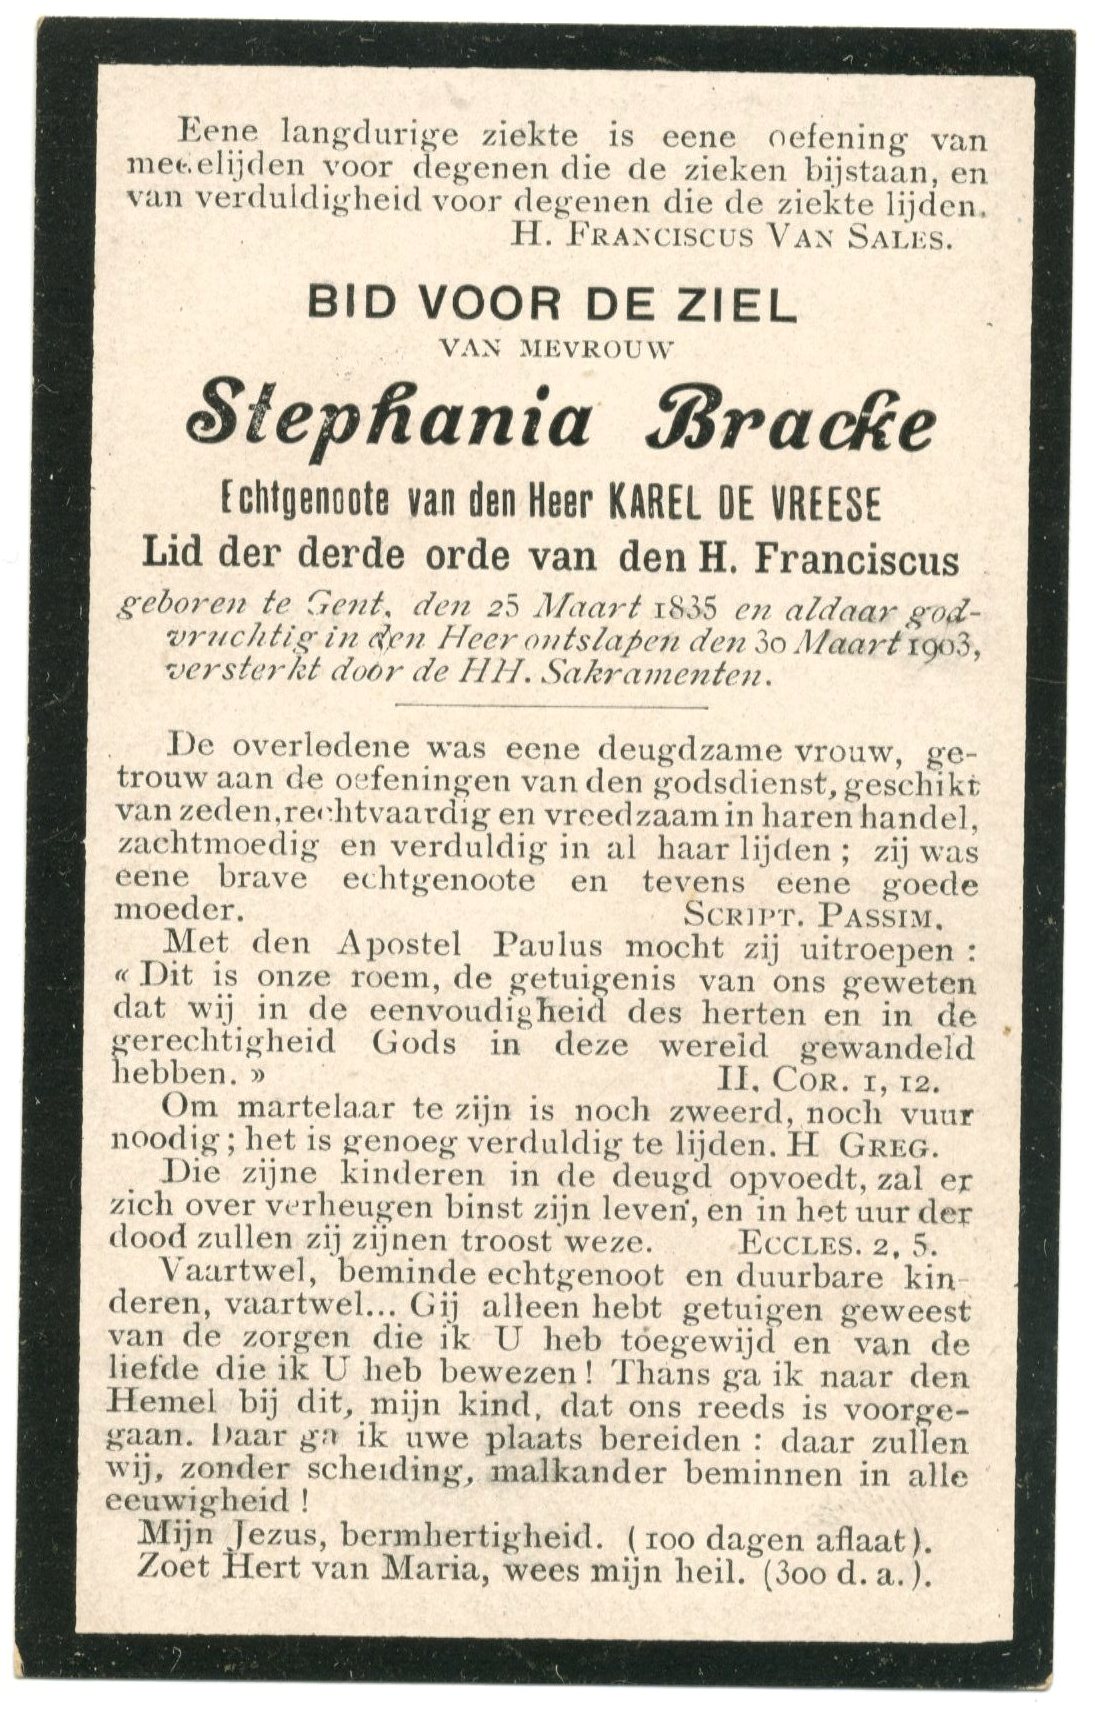 Eene langdurige ziekte is eene oefening van
medelijden voor degenen die de zieken bijstaan, en
van verduldigheid voor degenen die de ziekte lijden.
H. Franciscus Van Sales.
BID VOOR DE ZIEL
VAN MEVROUW
Stephania Bracke
Echtgenoote van den Heer KAREL DE VREESE
Lid der derde orde van den H. Franciscus
geboren te Gent, den 25 Maart 1835 en aldaar god-
vruchtig in den Heer ontslapen den 30 Maart 1903,
versterkt door de HH. Sakramenten.
De overledene was eene deugdzame vrouw, ge-
trouw aan de oefeningen van den godsdienst, geschikt
van zeden, rechtvaardig en vreedzaam in haren handel,
zachtmoedig en verduldig in al haar lijden ; zij was
eene brave echtgenoote en tevens eene goede
moeder. Script. Passim.
Met den Apostel Paulus mocht zij uitroepen :
« Dit is onze roem, de getuigenis van ons geweten
dat wij in de eenvoudigheid des herten en in de
gerechtigheid Gods in deze wereld gewandeld
hebben. » II. Cor. 1, 12.
Om martelaar te zijn is noch zweerd, noch vuur
noodig ; het is genoeg verduldig te lijden. H Greg.
Die zijne kinderen in de deugd opvoedt, zal er
zich over verheugen binst zijn leven, en in het uur der
dood zullen zij zijnen troost weze. Eccles. 2, 5.
Vaartwel, beminde echtgenoot en duurbare kin-
deren, vaartwel... Gij alleen hebt getuigen geweest
van de zorgen die ik U heb toegewijd en van de
liefde die ik U heb bewezen ! Thans ga ik naar den
Hemel bij dit, mijn kind, dat ons reeds is voorge-
gaan. Daar ga ik uwe plaats bereiden : daar zullen
wij, zonder scheiding, malkander beminnen in alle
eeuwigheid !
Mijn Jezus, bermhertigheid. (100 dagen aflaat).
Zoet Hert van Maria, wees mijn heil. (300 d. a.).